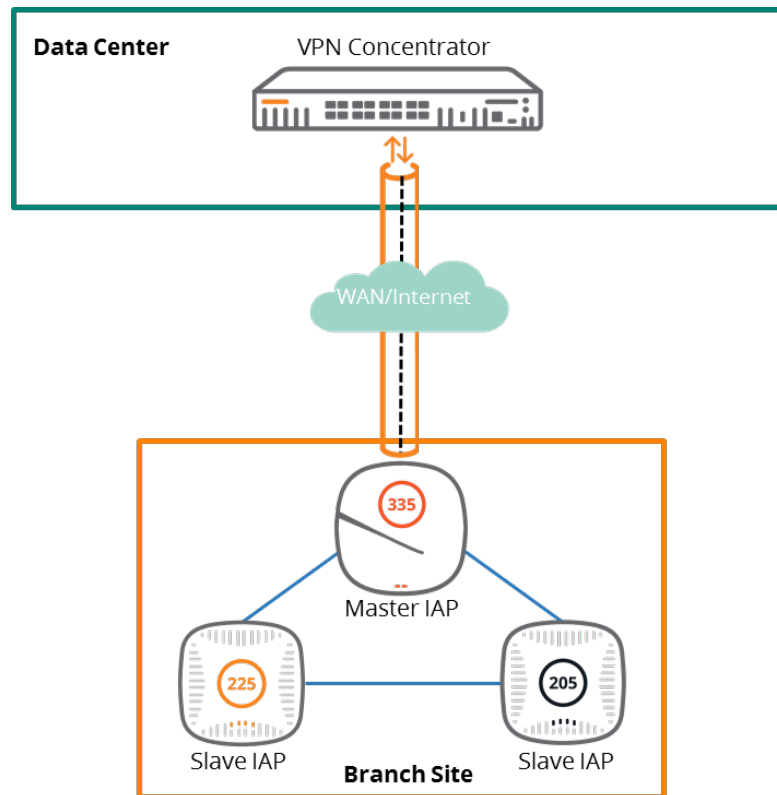 Data Center
VPN Concentrator
WAN/Internet
335
Master IAP
225
205
Slave IAP
Slave IAP
Branch Site